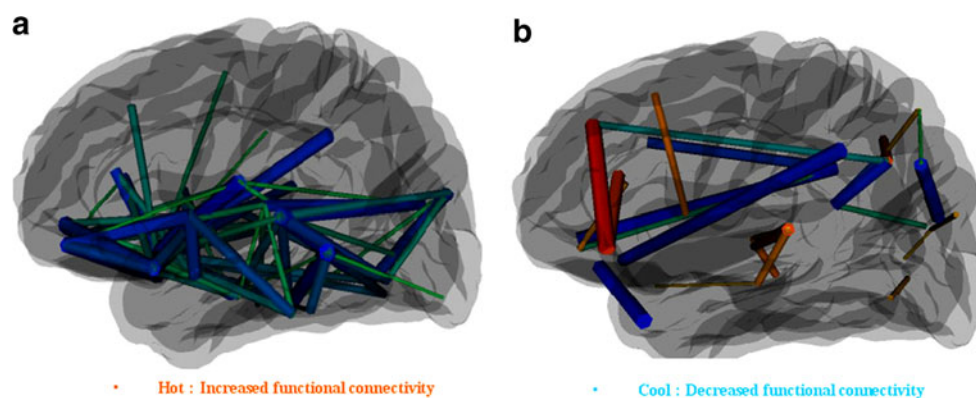 a
b
• Hot : Increased functional connectivity
• Cool : Decreased functional connectivity